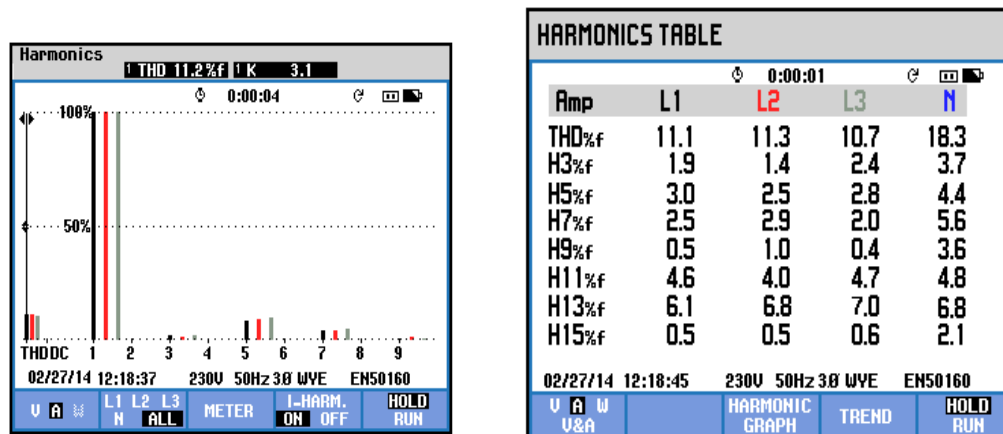 Harmonics
1 THD 11.2%f 1 K 3.1
0:00:04
100%
50%
THD DC 1 2 3 4 5 6 7 8 9
02/27/14 12:18:37 230V 50Hz 3Ø WYE EN50160
V A W
L1 L2 L3
N ALL
METER
I-HARM.
ON OFF
HOLD
RUN
HARMONICS TABLE
0:00:01
Amp L1 L2 L3 N
THD%f 11.1 11.3 10.7 18.3
H3%f 1.9 1.4 2.4 3.7
H5%f 3.0 2.5 2.8 4.4
H7%f 2.5 2.9 2.0 5.6
H9%f 0.5 1.0 0.4 3.6
H11%f 4.6 4.0 4.7 4.8
H13%f 6.1 6.8 7.0 6.8
H15%f 0.5 0.5 0.6 2.1
02/27/14 12:18:45 230V 50Hz 3Ø WYE EN50160
V A W
V&A
HARMONIC
GRAPH
TREND
HOLD
RUN